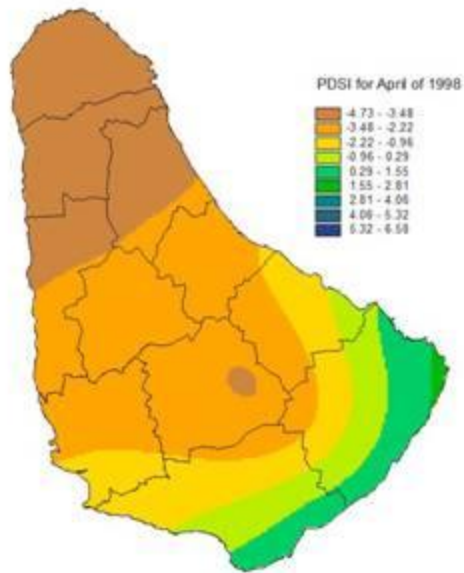 PDSI for April of 1998
-4.73 - -3.48
-3.48 - -2.22
-2.22 - -0.96
-0.96 - 0.29
0.29 - 1.55
1.55 - 2.81
2.81 - 4.06
4.06 - 5.32
5.32 - 6.58